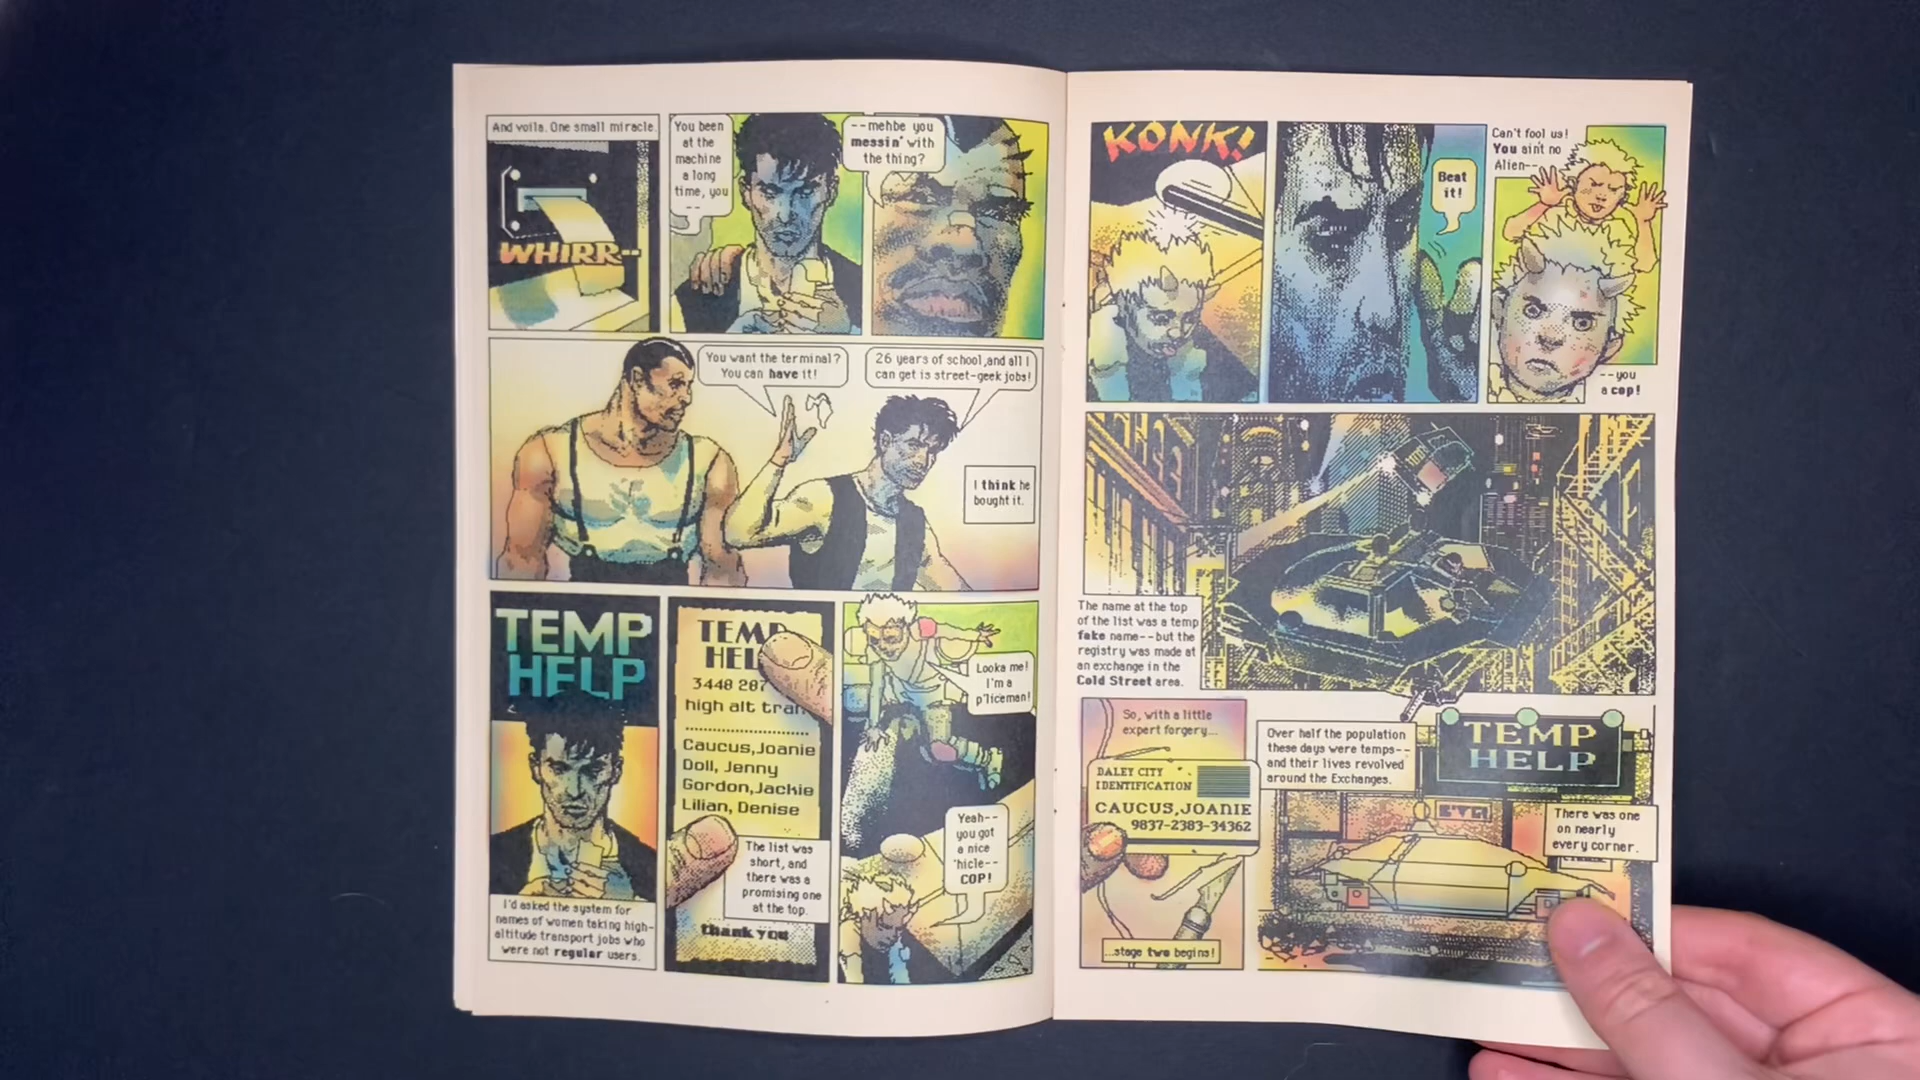 And voila. One small miracle.
WHIRR--
You been
at the
machine
a long
time, you
--
--mehbe you
messin' with
the thing?
You want the terminal?
You can have it!
26 years of school,and all I
can get is street-geek jobs!
I think he
bought it.
TEMP
HELP
I'd asked the system for
names of women taking high-
altitude transport jobs who
were not regular users.
TEMP
HEL
3448 287
high alt tran
Caucus,Joanie
Doll, Jenny
Gordon,Jackie
Lilian, Denise
The list was
short, and
there was a
promising one
at the top.
thank you
Looka me!
I'm a
p'liceman!
Yeah--
you got
a nice
'hicle--
COP!
KONK!
Beat
it!
Can't fool us!
You ain't no
Alien--
--you
a cop!
The name at the top
of the list was a temp
fake name--but the
registry was made at
an exchange in the
Cold Street area.
So, with a little
expert forgery...
DALEY CITY
IDENTIFICATION
CAUCUS,JOANIE
9837-2383-34362
...stage two begins!
Over half the population
these days were temps--
and their lives revolved
around the Exchanges.
TEMP
HELP
There was one
on nearly
every corner.